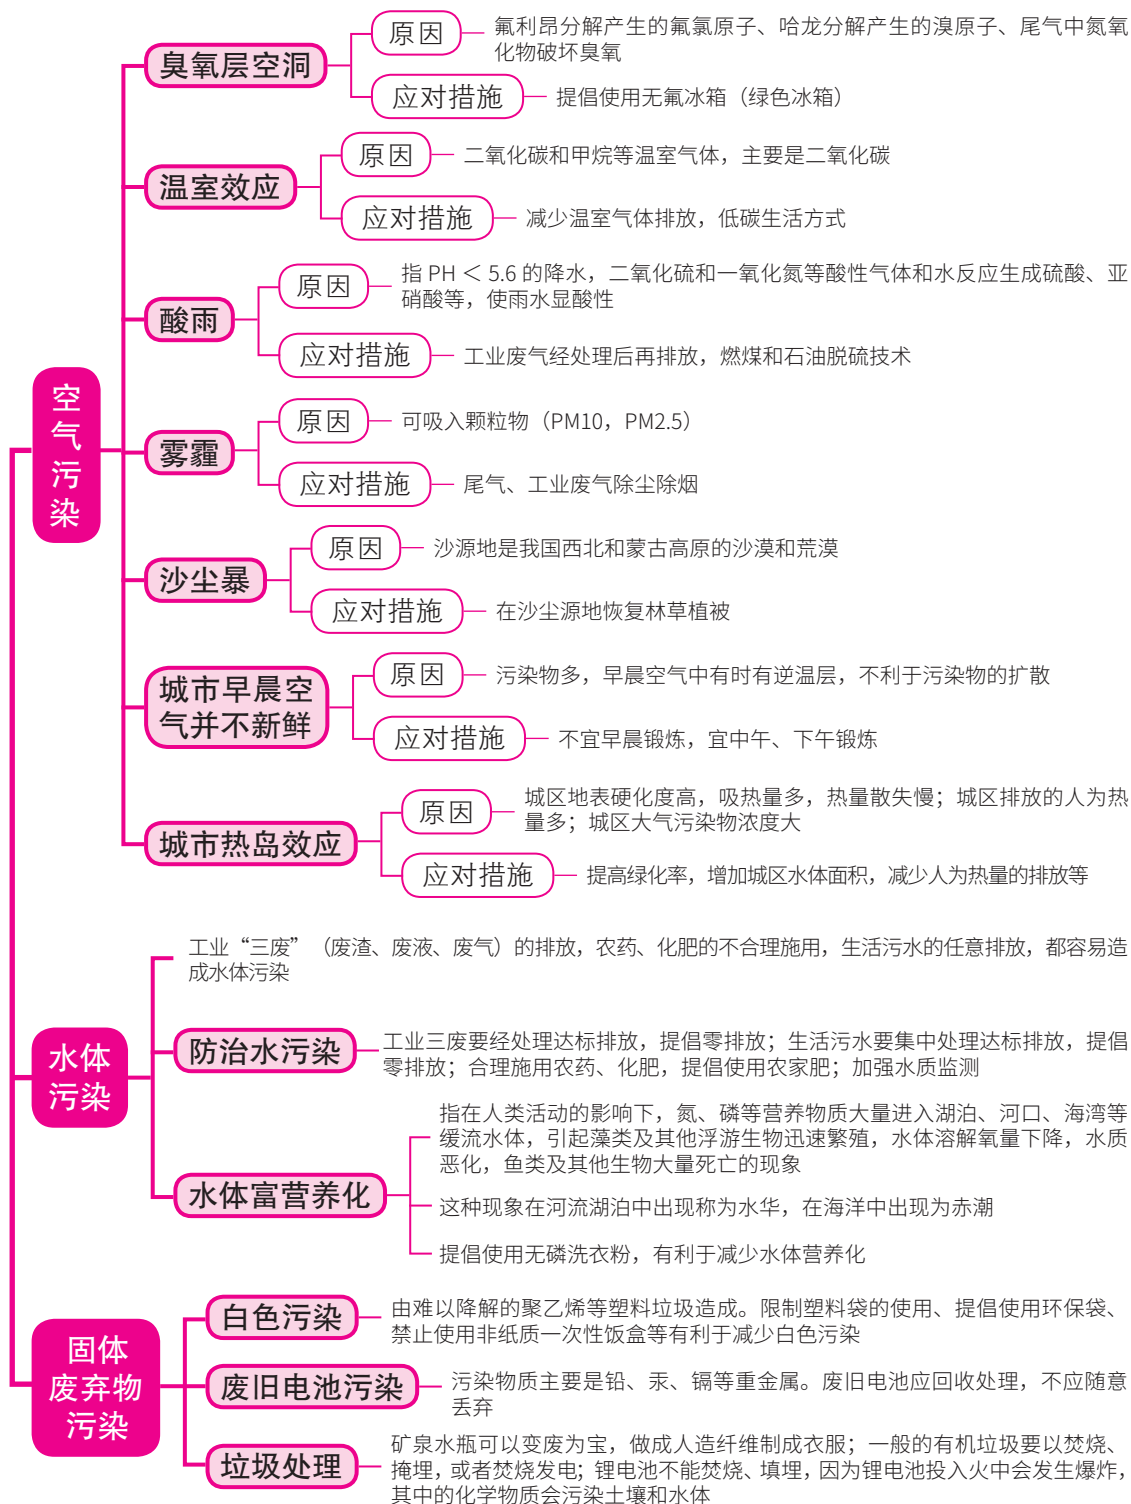 空气污染
臭氧层空洞
原因
氟利昂分解产生的氟氯原子、哈龙分解产生的溴原子、尾气中氮氧
化物破坏臭氧
应对措施
提倡使用无氟冰箱（绿色冰箱）
温室效应
原因
二氧化碳和甲烷等温室气体，主要是二氧化碳
应对措施
减少温室气体排放，低碳生活方式
酸雨
原因
指 PH ＜ 5.6 的降水，二氧化硫和一氧化氮等酸性气体和水反应生成硫酸、亚
硝酸等，使雨水显酸性
应对措施
工业废气经处理后再排放，燃煤和石油脱硫技术
雾霾
原因
可吸入颗粒物（PM10，PM2.5）
应对措施
尾气、工业废气除尘除烟
沙尘暴
原因
沙源地是我国西北和蒙古高原的沙漠和荒漠
应对措施
在沙尘源地恢复林草植被
城市早晨空
气并不新鲜
原因
污染物多，早晨空气中有时有逆温层，不利于污染物的扩散
应对措施
不宜早晨锻炼，宜中午、下午锻炼
城市热岛效应
原因
城区地表硬化度高，吸热量多，热量散失慢；城区排放的人为热
量多；城区大气污染物浓度大
应对措施
提高绿化率，增加城区水体面积，减少人为热量的排放等
水体
污染
工业“三废”（废渣、废液、废气）的排放，农药、化肥的不合理施用，生活污水的任意排放，都容易造
成水体污染
防治水污染
工业三废要经处理达标排放，提倡零排放；生活污水要集中处理达标排放，提倡
零排放；合理施用农药、化肥，提倡使用农家肥；加强水质监测
水体富营养化
指在人类活动的影响下，氮、磷等营养物质大量进入湖泊、河口、海湾等
缓流水体，引起藻类及其他浮游生物迅速繁殖，水体溶解氧量下降，水质
恶化，鱼类及其他生物大量死亡的现象
这种现象在河流湖泊中出现称为水华，在海洋中出现为赤潮
提倡使用无磷洗衣粉，有利于减少水体营养化
固体
废弃物
污染
白色污染
由难以降解的聚乙烯等塑料垃圾造成。限制塑料袋的使用、提倡使用环保袋、
禁止使用非纸质一次性饭盒等有利于减少白色污染
废旧电池污染
污染物质主要是铅、汞、镉等重金属。废旧电池应回收处理，不应随意
丢弃
垃圾处理
矿泉水瓶可以变废为宝，做成人造纤维制成衣服；一般的有机垃圾要以焚烧、
掩埋，或者焚烧发电；锂电池不能焚烧、填埋，因为锂电池投入火中会发生爆炸，
其中的化学物质会污染土壤和水体